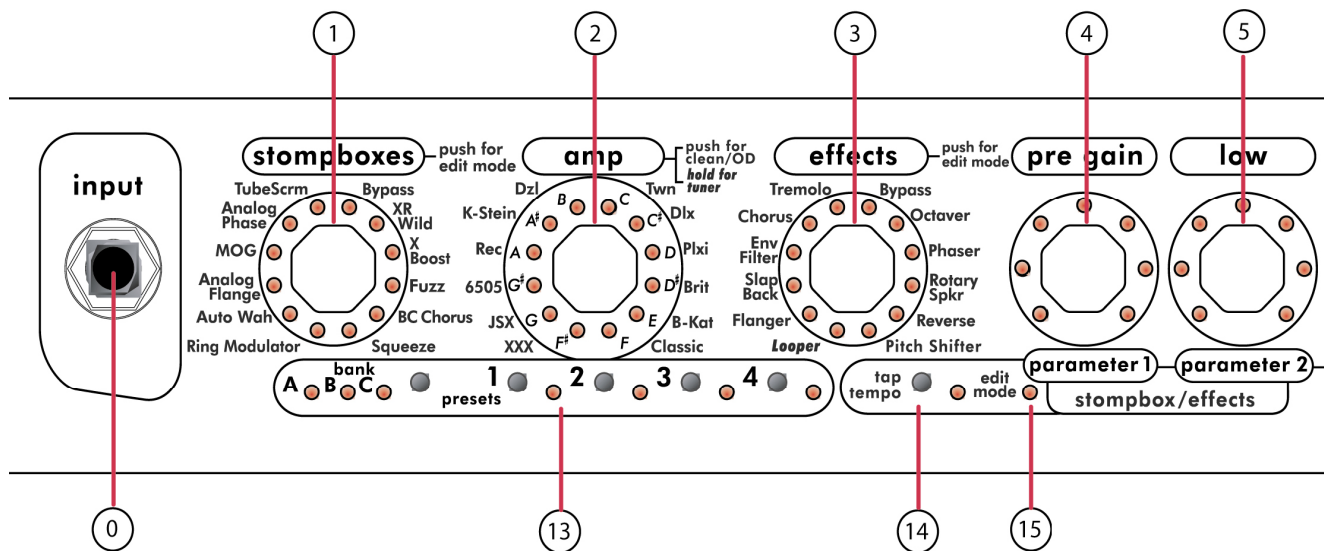 1
2
3
4
5
input
stompboxes
push for
edit mode
TubeScrm
Bypass
Analog
Phase
XR
Wild
MOG
X
Boost
Analog
Flange
Fuzz
Auto Wah
BC Chorus
Ring Modulator
Squeeze
amp
push for
clean/OD
hold for
tuner
Dzl
B
C
Twn
K-Stein
A♯
C♯
Dlx
Rec
A
D
Plxi
6505
G♯
D♯
Brit
JSX
G
E
B-Kat
XXX
F♯
F
Classic
effects
push for
edit mode
Tremolo
Bypass
Chorus
Octaver
Env
Filter
Phaser
Slap
Back
Rotary
Spkr
Flanger
Reverse
Looper
Pitch Shifter
pre gain
low
A
B
C
bank
1
2
3
4
presets
tap
tempo
edit
mode
parameter 1
parameter 2
stompbox/effects
0
13
14
15